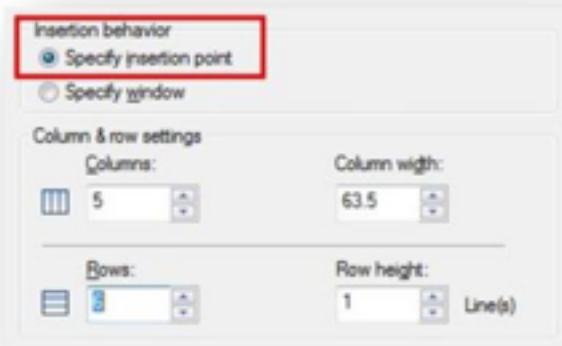 Insertion behavior
Specify insertion point
Specify window
Column & row settings
Columns: Column width:
5 63.5
Rows: Row height:
1 Line(s)